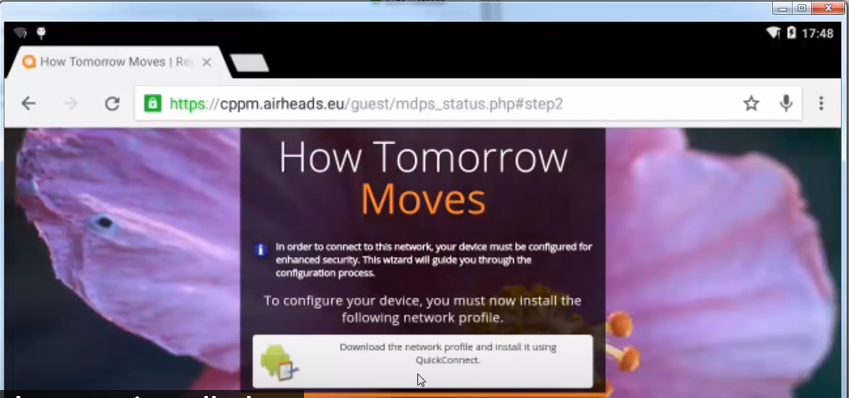 17:48
How Tomorrow Moves | Re
https://cppm.airheads.eu/guest/mdps_status.php#step2
How Tomorrow
Moves
In order to connect to this network, your device must be configured for
enhanced security. This wizard will guide you through the
configuration process.
To configure your device, you must now install the
following network profile.
Download the network profile and install it using
QuickConnect.